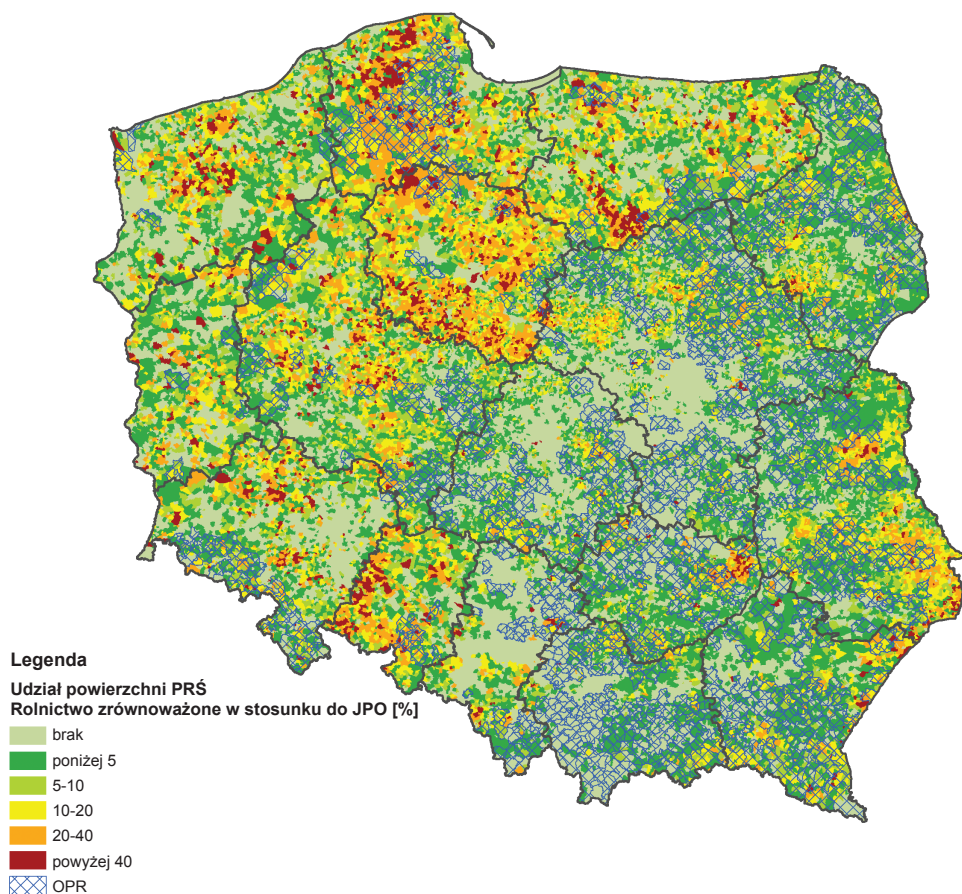 Legenda
Udział powierzchni PRŚ
Rolnictwo zrównoważone w stosunku do JPO [%]
brak
poniżej 5
5-10
10-20
20-40
powyżej 40
OPR